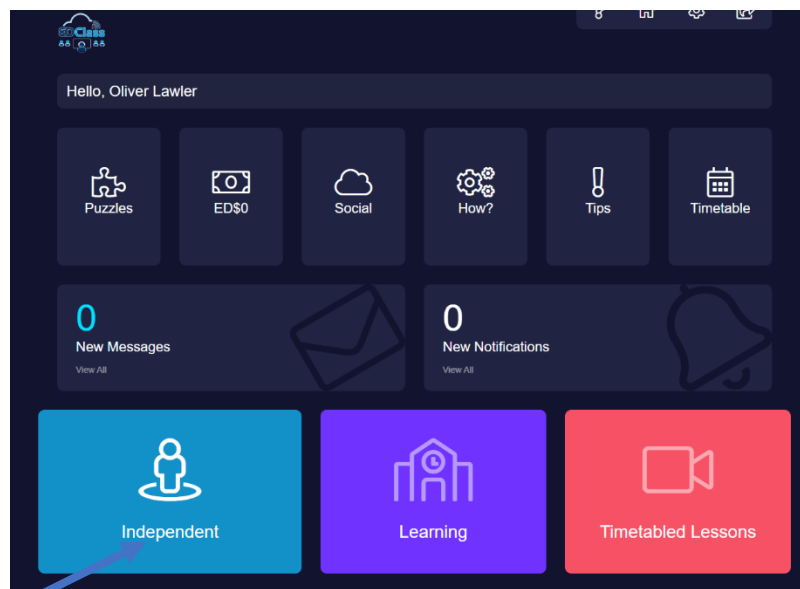 EDClass
Hello, Oliver Lawler
Puzzles
ED$0
Social
How?
Tips
Timetable
0
New Messages
View All
0
New Notifications
View All
Independent
Learning
Timetabled Lessons